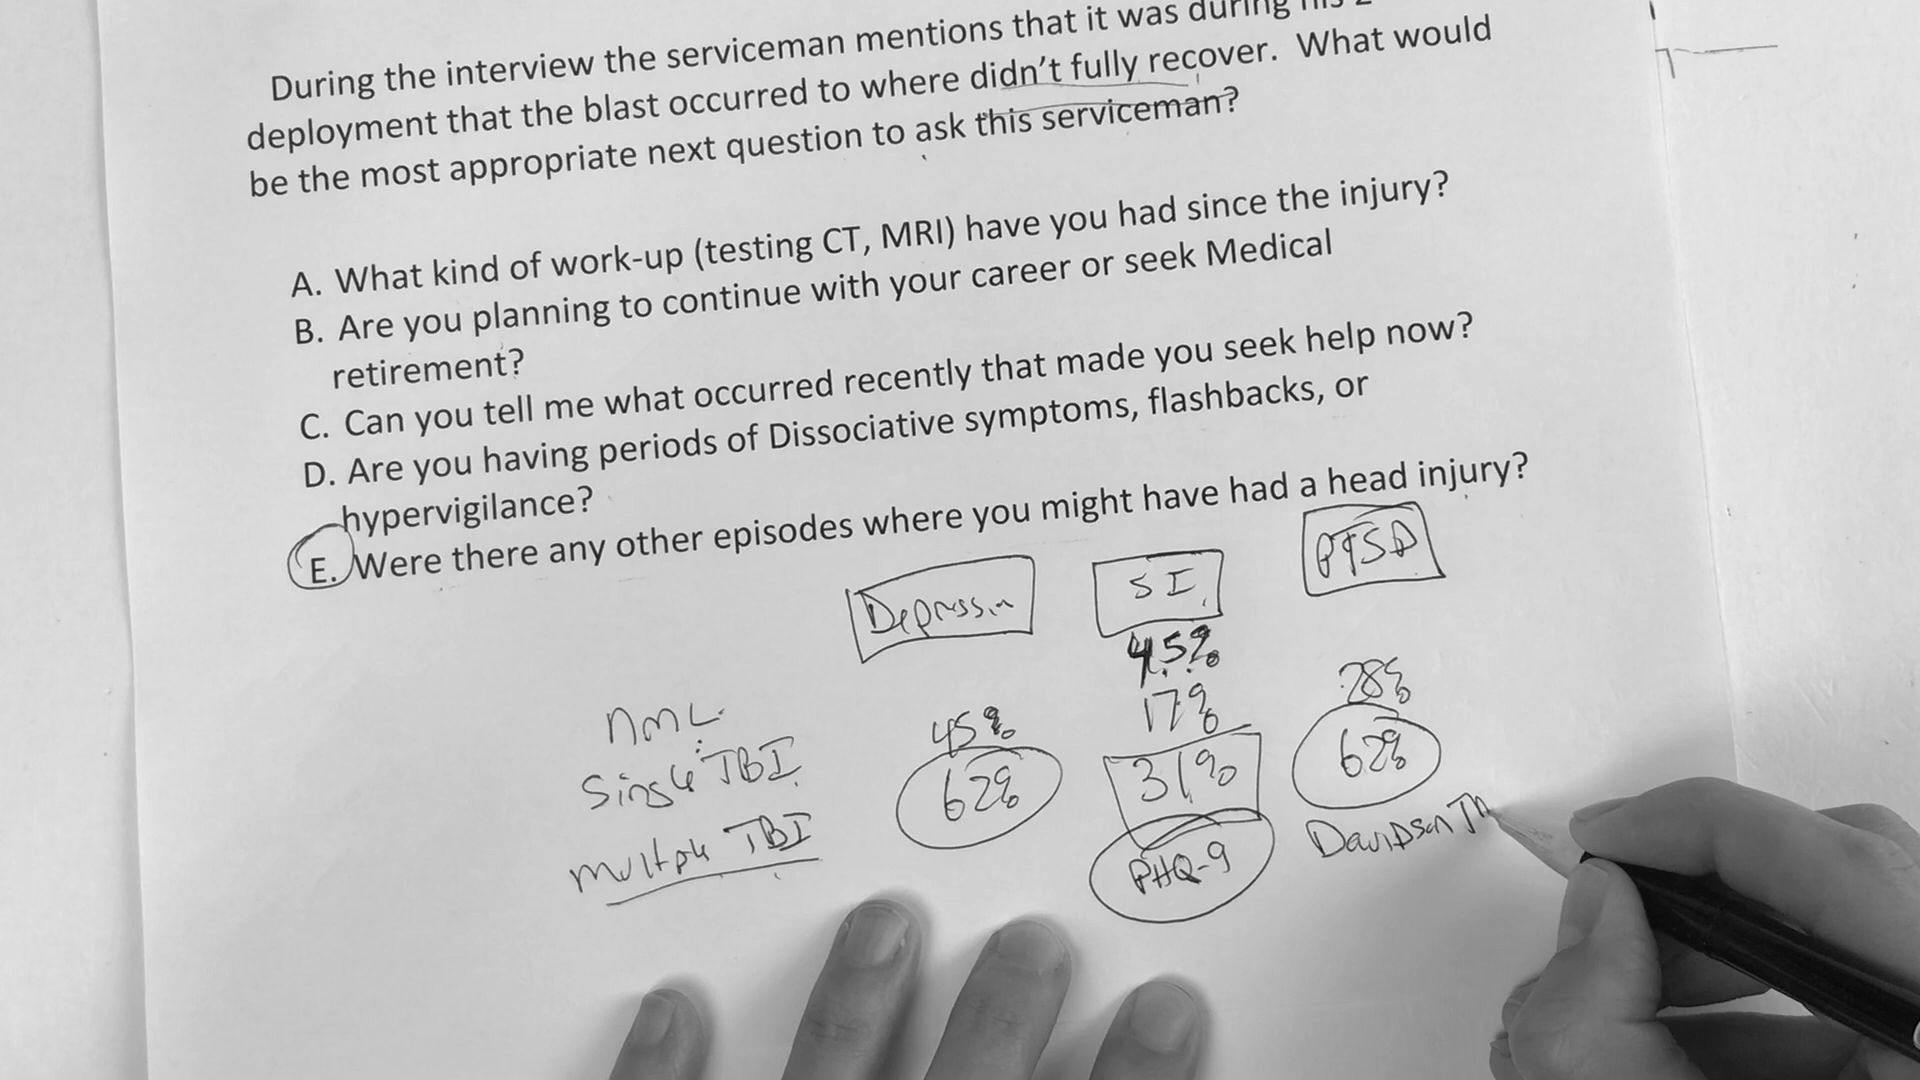 During the interview the serviceman mentions that it was during his 2
deployment that the blast occurred to where didn't fully recover. What would
be the most appropriate next question to ask this serviceman?
A. What kind of work-up (testing CT, MRI) have you had since the injury?
B. Are you planning to continue with your career or seek Medical
retirement?
C. Can you tell me what occurred recently that made you seek help now?
D. Are you having periods of Dissociative symptoms, flashbacks, or
hypervigilance?
E. Were there any other episodes where you might have had a head injury?
Depression SI PTSD
4.5%
NML 45% 17% 28%
Single TBI 62% 31% 62%
Multiple TBI PHQ-9 Davidson